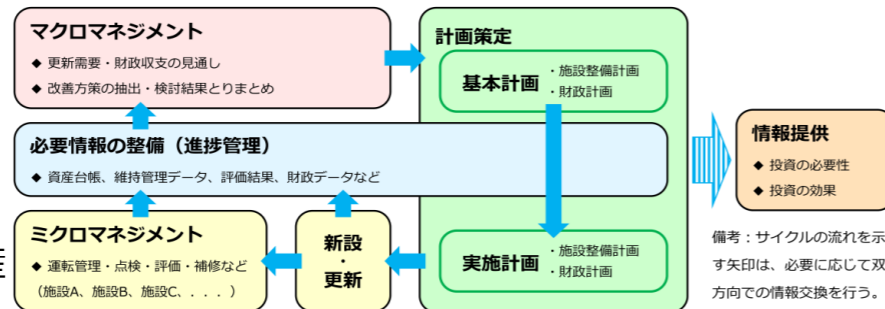 マクロマネジメント
◆ 更新需要・財政収支の見通し
◆ 改善方策の抽出・検討結果とりまとめ
計画策定
基本計画
・施設整備計画
・財政計画
必要情報の整備（進捗管理）
◆ 資産台帳、維持管理データ、評価結果、財政データなど
情報提供
◆ 投資の必要性
◆ 投資の効果
ミクロマネジメント
◆ 運転管理・点検・評価・補修など
（施設A、施設B、施設C、．．．）
新設
・
更新
実施計画
・施設整備計画
・財政計画
備考：サイクルの流れを示
す矢印は、必要に応じて双
方向での情報交換を行う。